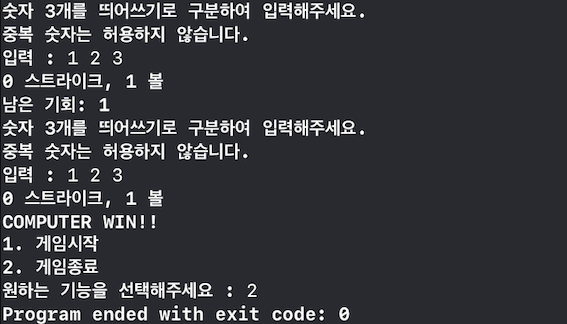 숫자 3개를 띄어쓰기로 구분하여 입력해주세요.
중복 숫자는 허용하지 않습니다.
입력 : 1 2 3
0 스트라이크, 1 볼
남은 기회: 1
숫자 3개를 띄어쓰기로 구분하여 입력해주세요.
중복 숫자는 허용하지 않습니다.
입력 : 1 2 3
0 스트라이크, 1 볼
COMPUTER WIN!!
1. 게임시작
2. 게임종료
원하는 기능을 선택해주세요 : 2
Program ended with exit code: 0